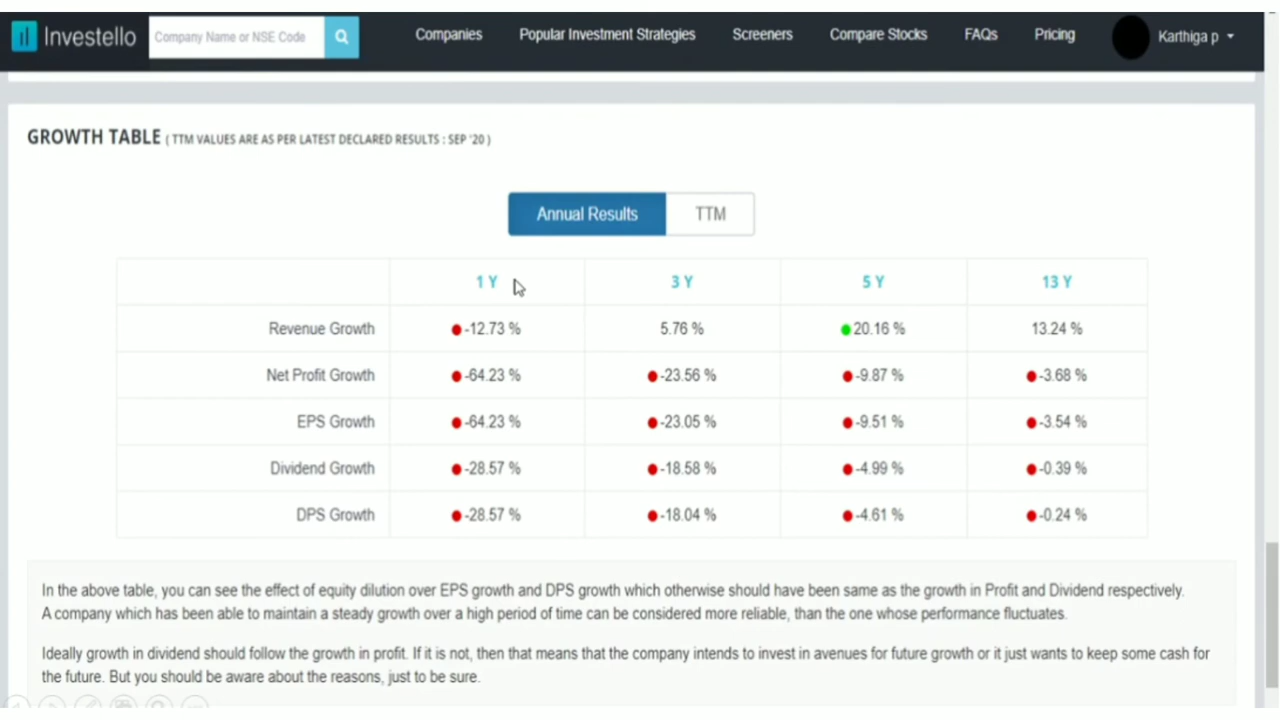 Investello
Company Name or NSE Code
Companies
Popular Investment Strategies
Screeners
Compare Stocks
FAQs
Pricing
Karthiga p
GROWTH TABLE ( TTM VALUES ARE AS PER LATEST DECLARED RESULTS : SEP '20 )
Annual Results
TTM
1 Y 3 Y 5 Y 13 Y
Revenue Growth -12.73 % 5.76 % 20.16 % 13.24 %
Net Profit Growth -64.23 % -23.56 % -9.87 % -3.68 %
EPS Growth -64.23 % -23.05 % -9.51 % -3.54 %
Dividend Growth -28.57 % -18.58 % -4.99 % -0.39 %
DPS Growth -28.57 % -18.04 % -4.61 % -0.24 %
In the above table, you can see the effect of equity dilution over EPS growth and DPS growth which otherwise should have been same as the growth in Profit and Dividend respectively.
A company which has been able to maintain a steady growth over a high period of time can be considered more reliable, than the one whose performance fluctuates.
Ideally growth in dividend should follow the growth in profit. If it is not, then that means that the company intends to invest in avenues for future growth or it just wants to keep some cash for
the future. But you should be aware about the reasons, just to be sure.